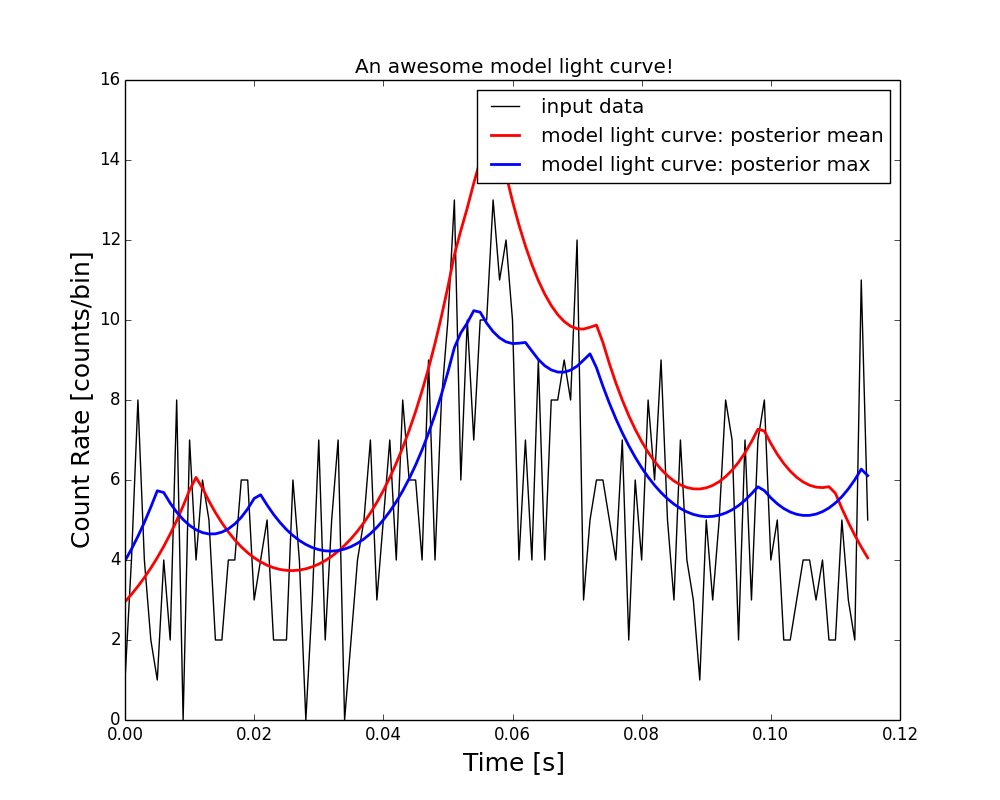 An awesome model light curve!
input data
model light curve: posterior mean
model light curve: posterior max
Count Rate [counts/bin]
16
14
12
10
8
6
4
2
0
0.00 0.02 0.04 0.06 0.08 0.10 0.12
Time [s]